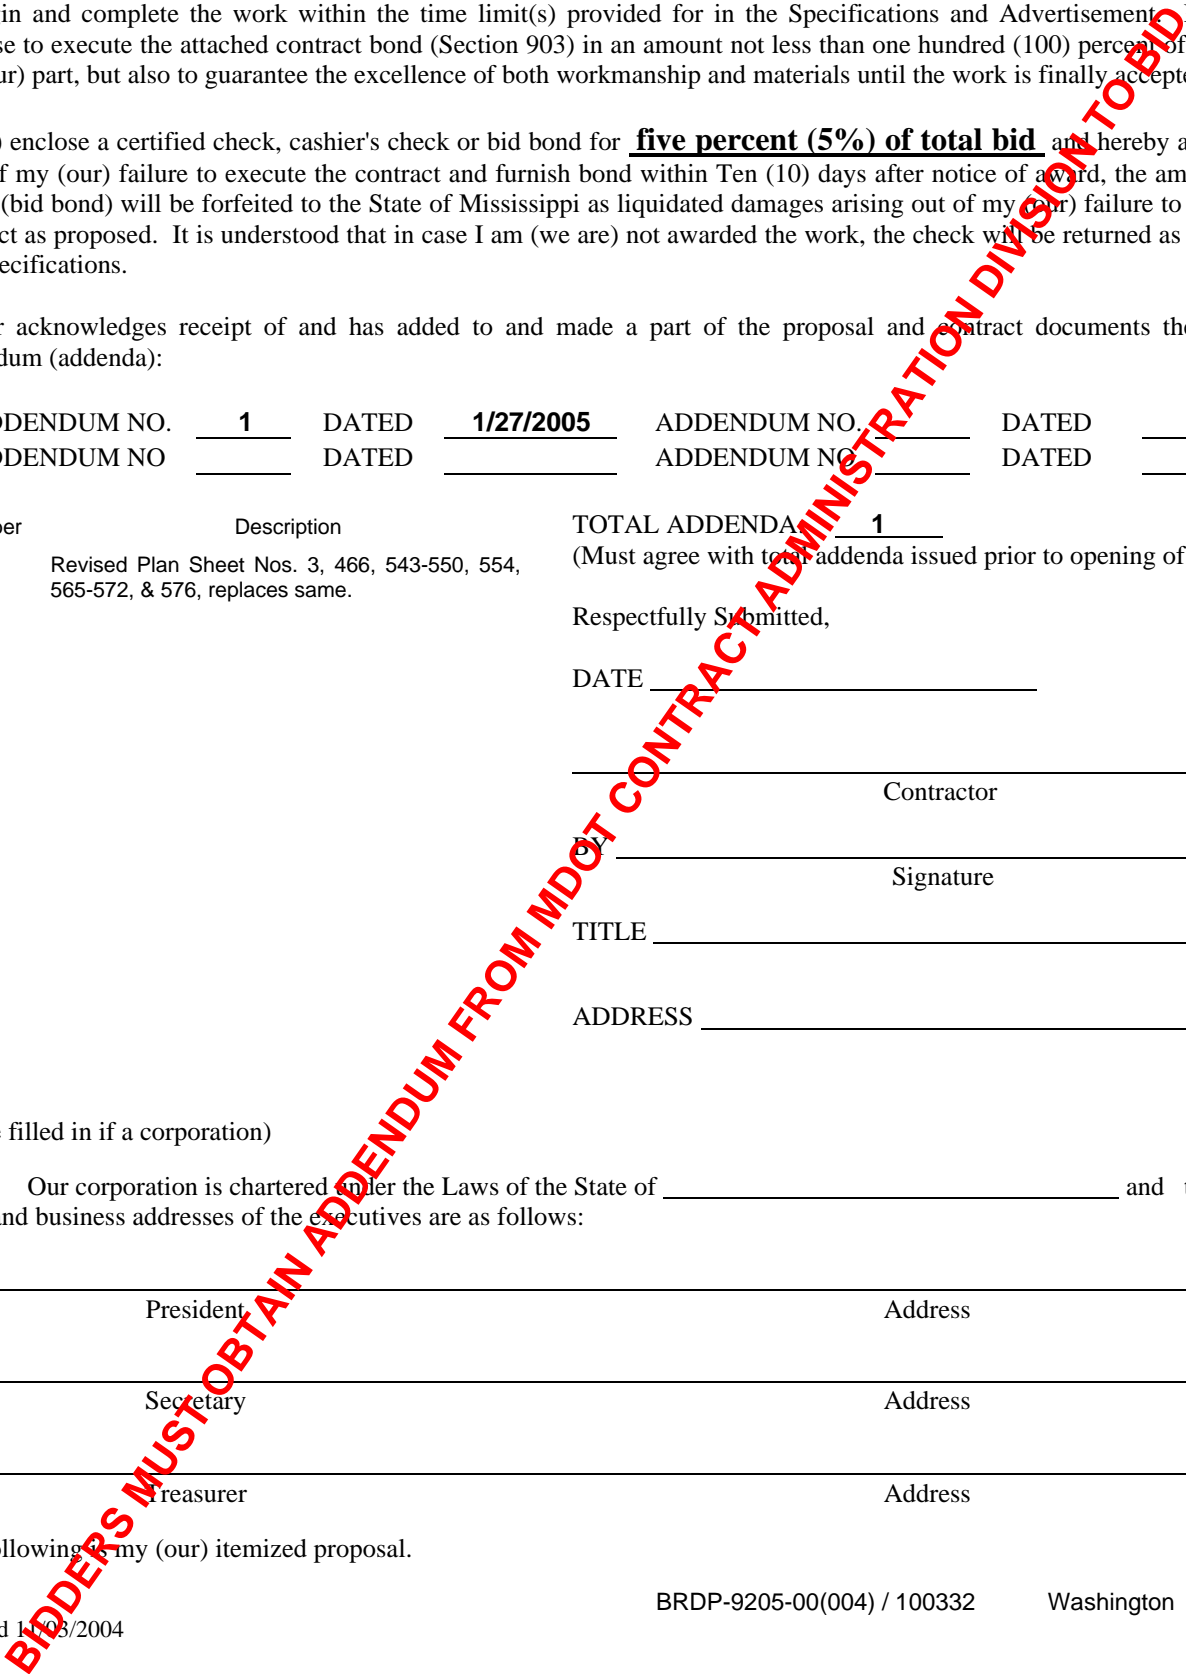 in and complete the work within the time limit(s) provided for in the Specifications and Advertisement.
se to execute the attached contract bond (Section 903) in an amount not less than one hundred (100) percent of
ur) part, but also to guarantee the excellence of both workmanship and materials until the work is finally accepte
) enclose a certified check, cashier's check or bid bond for five percent (5%) of total bid and hereby a
f my (our) failure to execute the contract and furnish bond within Ten (10) days after notice of award, the am
(bid bond) will be forfeited to the State of Mississippi as liquidated damages arising out of my (our) failure to
ct as proposed. It is understood that in case I am (we are) not awarded the work, the check will be returned as
ecifications.
r acknowledges receipt of and has added to and made a part of the proposal and contract documents the
dum (addenda):
DDENDUM NO. 1 DATED 1/27/2005 ADDENDUM NO. DATED
DDENDUM NO DATED ADDENDUM NO DATED
ber Description TOTAL ADDENDA: 1
(Must agree with total addenda issued prior to opening of
Revised Plan Sheet Nos. 3, 466, 543-550, 554,
565-572, & 576, replaces same.
Respectfully Submitted,
DATE
Contractor
BY
Signature
TITLE
ADDRESS
e filled in if a corporation)
Our corporation is chartered under the Laws of the State of and t
and business addresses of the executives are as follows:
President Address
Secretary Address
Treasurer Address
ollowing is my (our) itemized proposal.
BRDP-9205-00(004) / 100332 Washington
d 11/03/2004
BIDDERS MUST OBTAIN ADDENDUM FROM MDOT CONTRACT ADMINISTRATION DIVISION TO BID